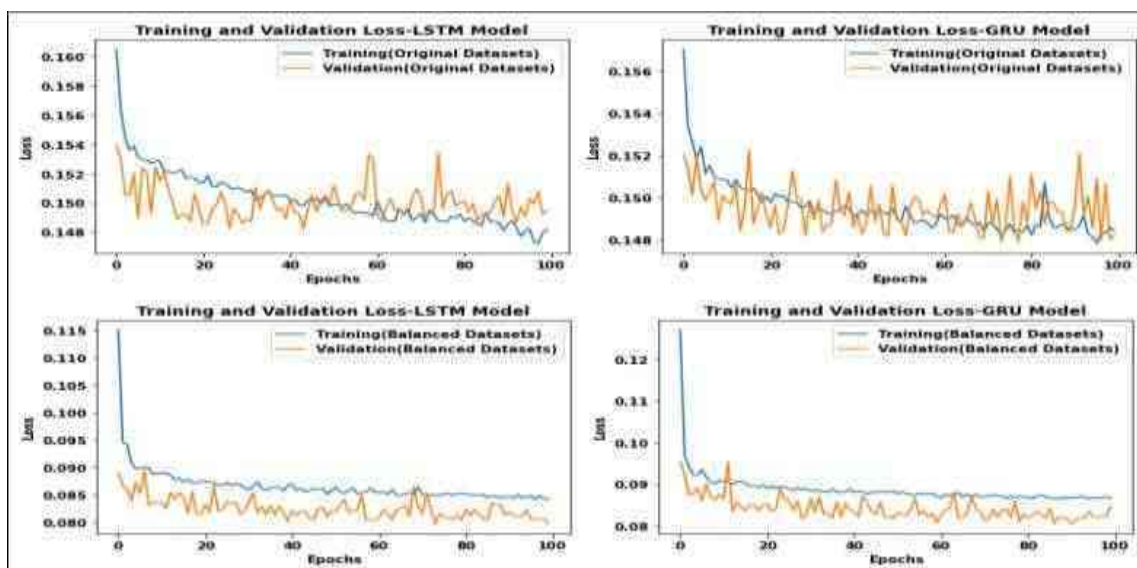 Training and Validation Loss-LSTM Model
Training(Original Datasets)
Validation(Original Datasets)
0.160
0.158
0.156
0.154
0.152
0.150
0.148
Loss
0 20 40 60 80 100
Epochs
Training and Validation Loss-GRU Model
Training(Original Datasets)
Validation(Original Datasets)
0.156
0.154
0.152
0.150
0.148
Loss
0 20 40 60 80 100
Epochs
Training and Validation Loss-LSTM Model
Training(Balanced Datasets)
Validation(Balanced Datasets)
0.115
0.110
0.105
0.100
0.095
0.090
0.085
0.080
Loss
0 20 40 60 80 100
Epochs
Training and Validation Loss-GRU Model
Training(Balanced Datasets)
Validation(Balanced Datasets)
0.12
0.11
0.10
0.09
0.08
Loss
0 20 40 60 80 100
Epochs